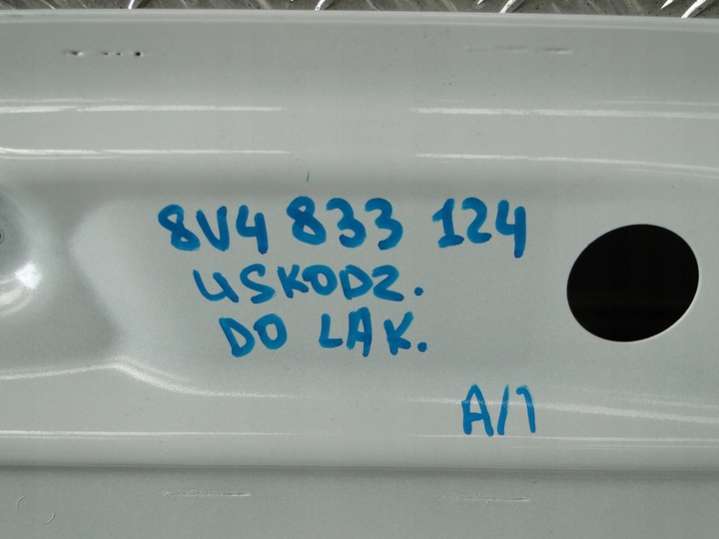 8V4 833 124
USKODZ.
DO LAK.
A/1